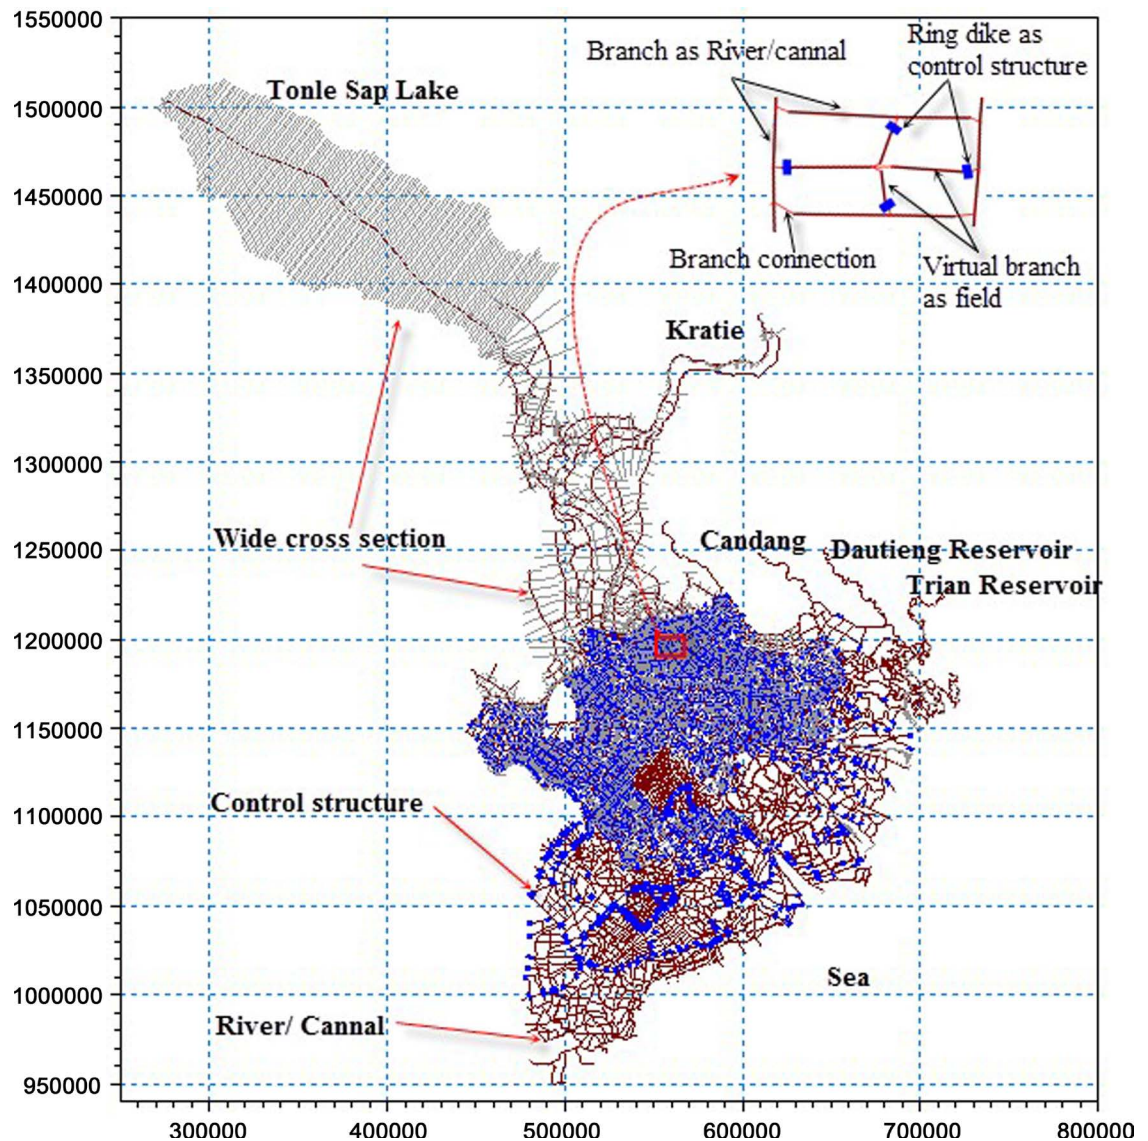 1550000
1500000
1450000
1400000
1350000
1300000
1250000
1200000
1150000
1100000
1050000
1000000
950000
300000
400000
500000
600000
700000
800000
Tonle Sap Lake
Branch as River/cannal
Ring dike as
control structure
Branch connection
Virtual branch
as field
Kratie
Wide cross section
Candang
Dautieng Reservoir
Trian Reservoir
Control structure
Sea
River/ Cannal